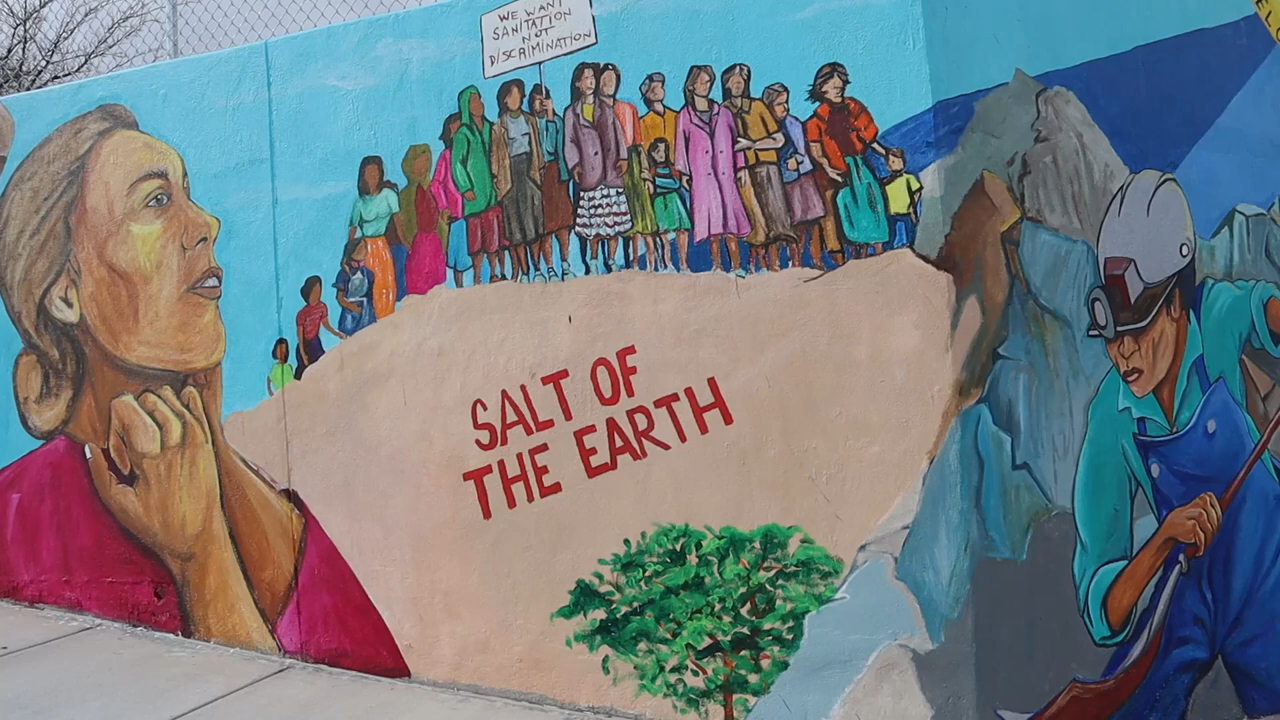 WE WANT
SANITATION
NOT
DISCRIMINATION
SALT OF
THE EARTH